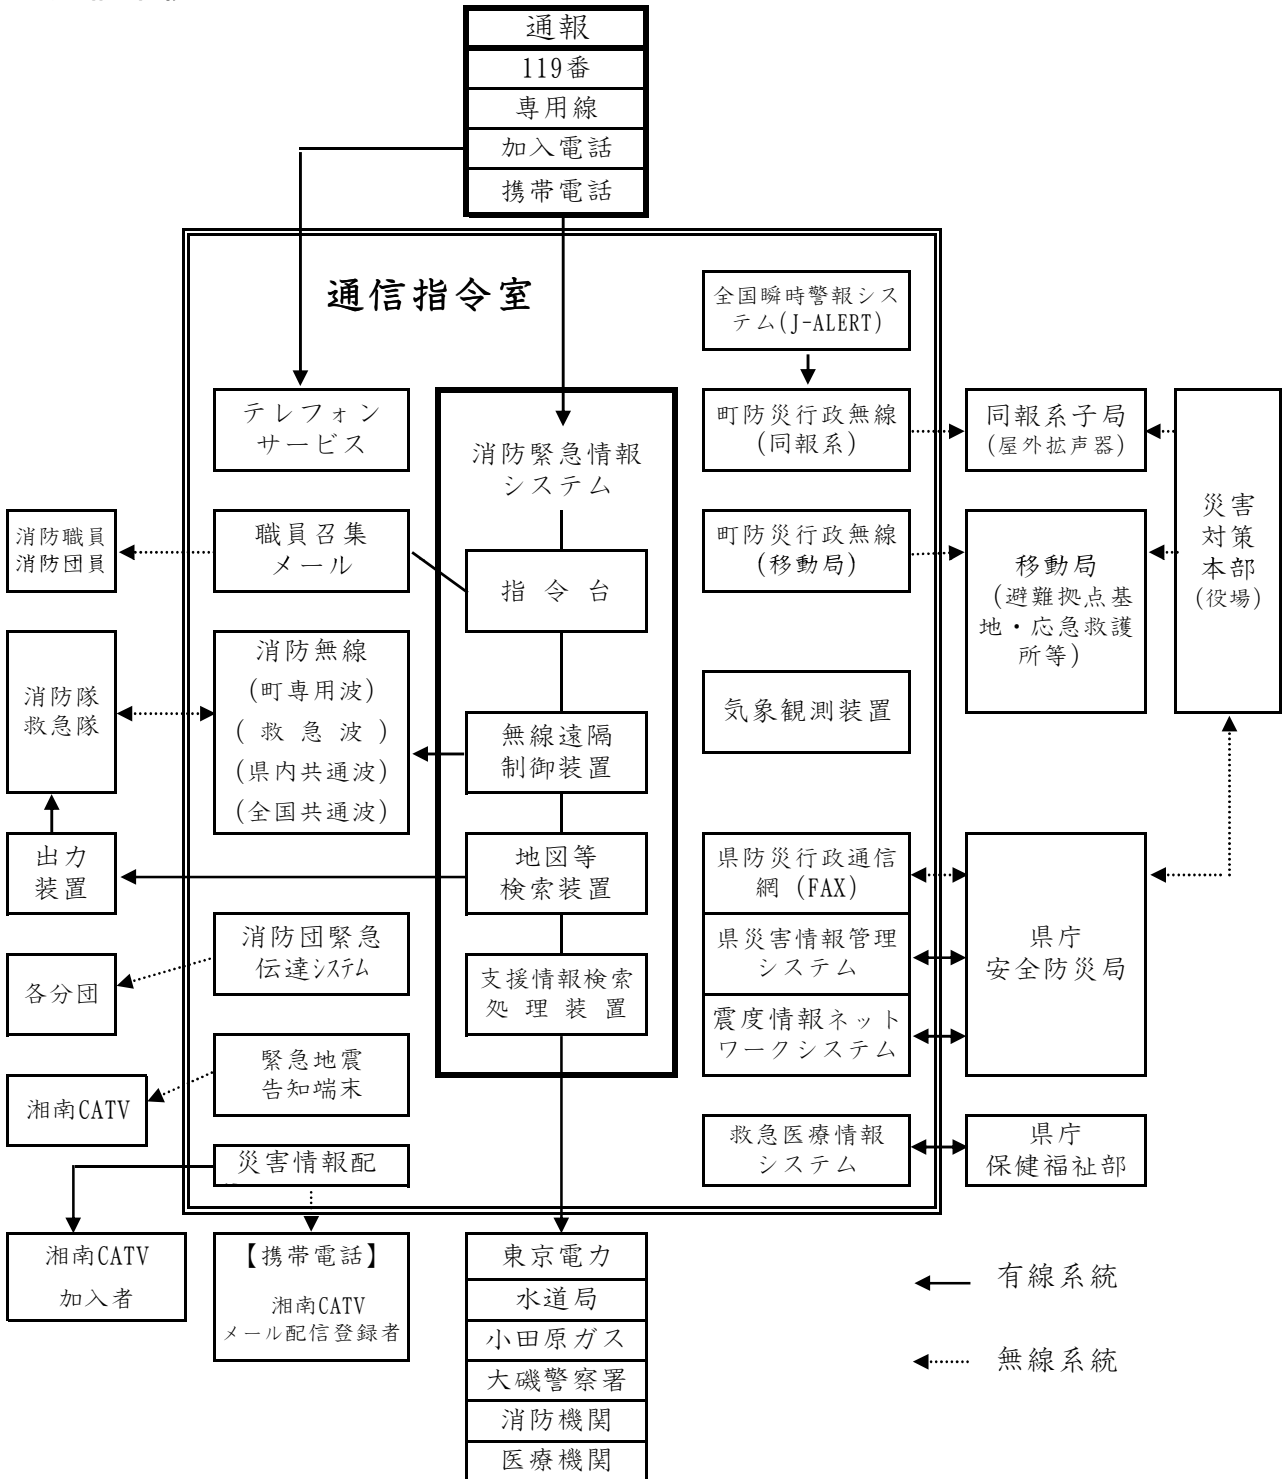 通報
119番
専用線
加入電話
携帯電話
通信指令室
全国瞬時警報シス
テム(J-ALERT)
テレフォン
サービス
消防緊急情報
システム
町防災行政無線
(同報系)
同報系子局
(屋外拡声器)
災害
対策
本部
(役場)
消防職員
消防団員
職員召集
メール
指令台
町防災行政無線
(移動局)
移動局
(避難拠点基
地・応急救護
所等)
消防隊
救急隊
消防無線
(町専用波)
(救急波)
(県内共通波)
(全国共通波)
無線遠隔
制御装置
気象観測装置
出力
装置
地図等
検索装置
県防災行政通信
網(FAX)
県庁
安全防災局
各分団
消防団緊急
伝達システム
支援情報検索
処理装置
県災害情報管理
システム
震度情報ネット
ワークシステム
湘南CATV
緊急地震
告知端末
救急医療情報
システム
県庁
保健福祉部
災害情報配
湘南CATV
加入者
【携帯電話】
湘南CATV
メール配信登録者
東京電力
水道局
小田原ガス
大磯警察署
消防機関
医療機関
有線系統
無線系統